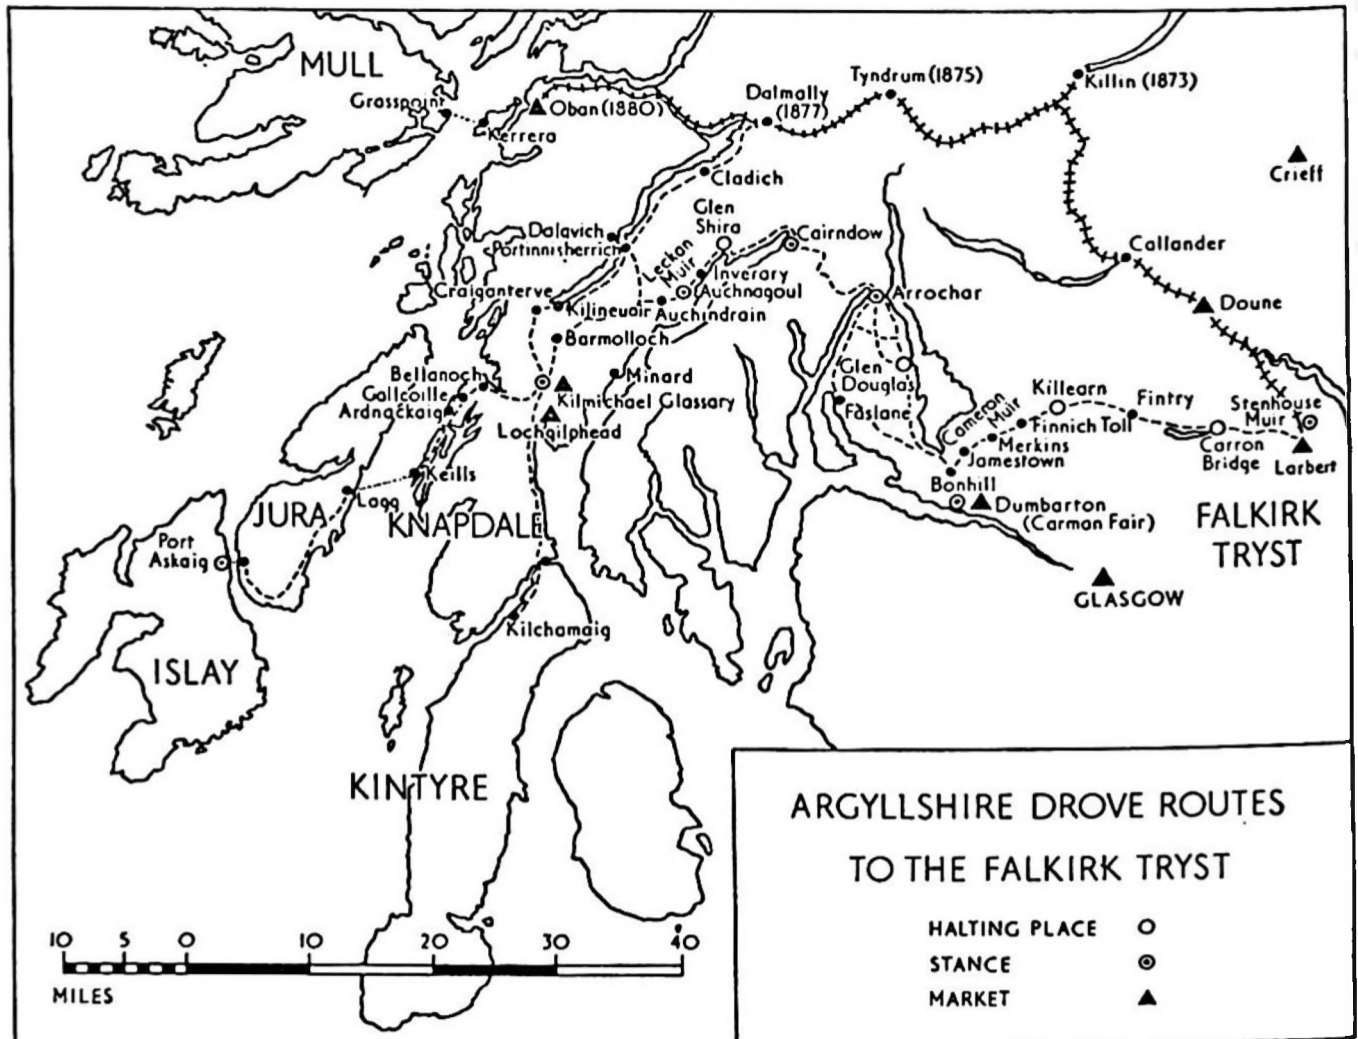 MULL
Grasspoint
Kerrera
Oban (1880)
Dalmally
(1877)
Tyndrum (1875)
Killin (1873)
Crieff
Cladich
Glen
Shira
Cairndow
Dalavich
Portinnisherrich
Leckan
Muir
Inverary
Auchnagoul
Auchindrain
Craiganterve
Kilineuair
Barmolloch
Arrochar
Callander
Doune
Bellanoch
Gallcoille
Ardnackaig
Minard
Kilmichael Glassary
Lochgilphead
Glen
Douglas
Faslane
Cameron
Muir
Killearn
Finnich Toll
Merkins
Jamestown
Bonhill
Fintry
Carron
Bridge
Stenhouse
Muir
Larbert
Keills
Lagg
JURA
KNAPDALE
Dumbarton
(Carman Fair)
FALKIRK
TRYST
Port
Askaig
GLASGOW
Kilchamaig
ISLAY
KINTYRE
ARGYLLSHIRE DROVE ROUTES
TO THE FALKIRK TRYST
HALTING PLACE
STANCE
MARKET
10 5 0 10 20 30 40
MILES